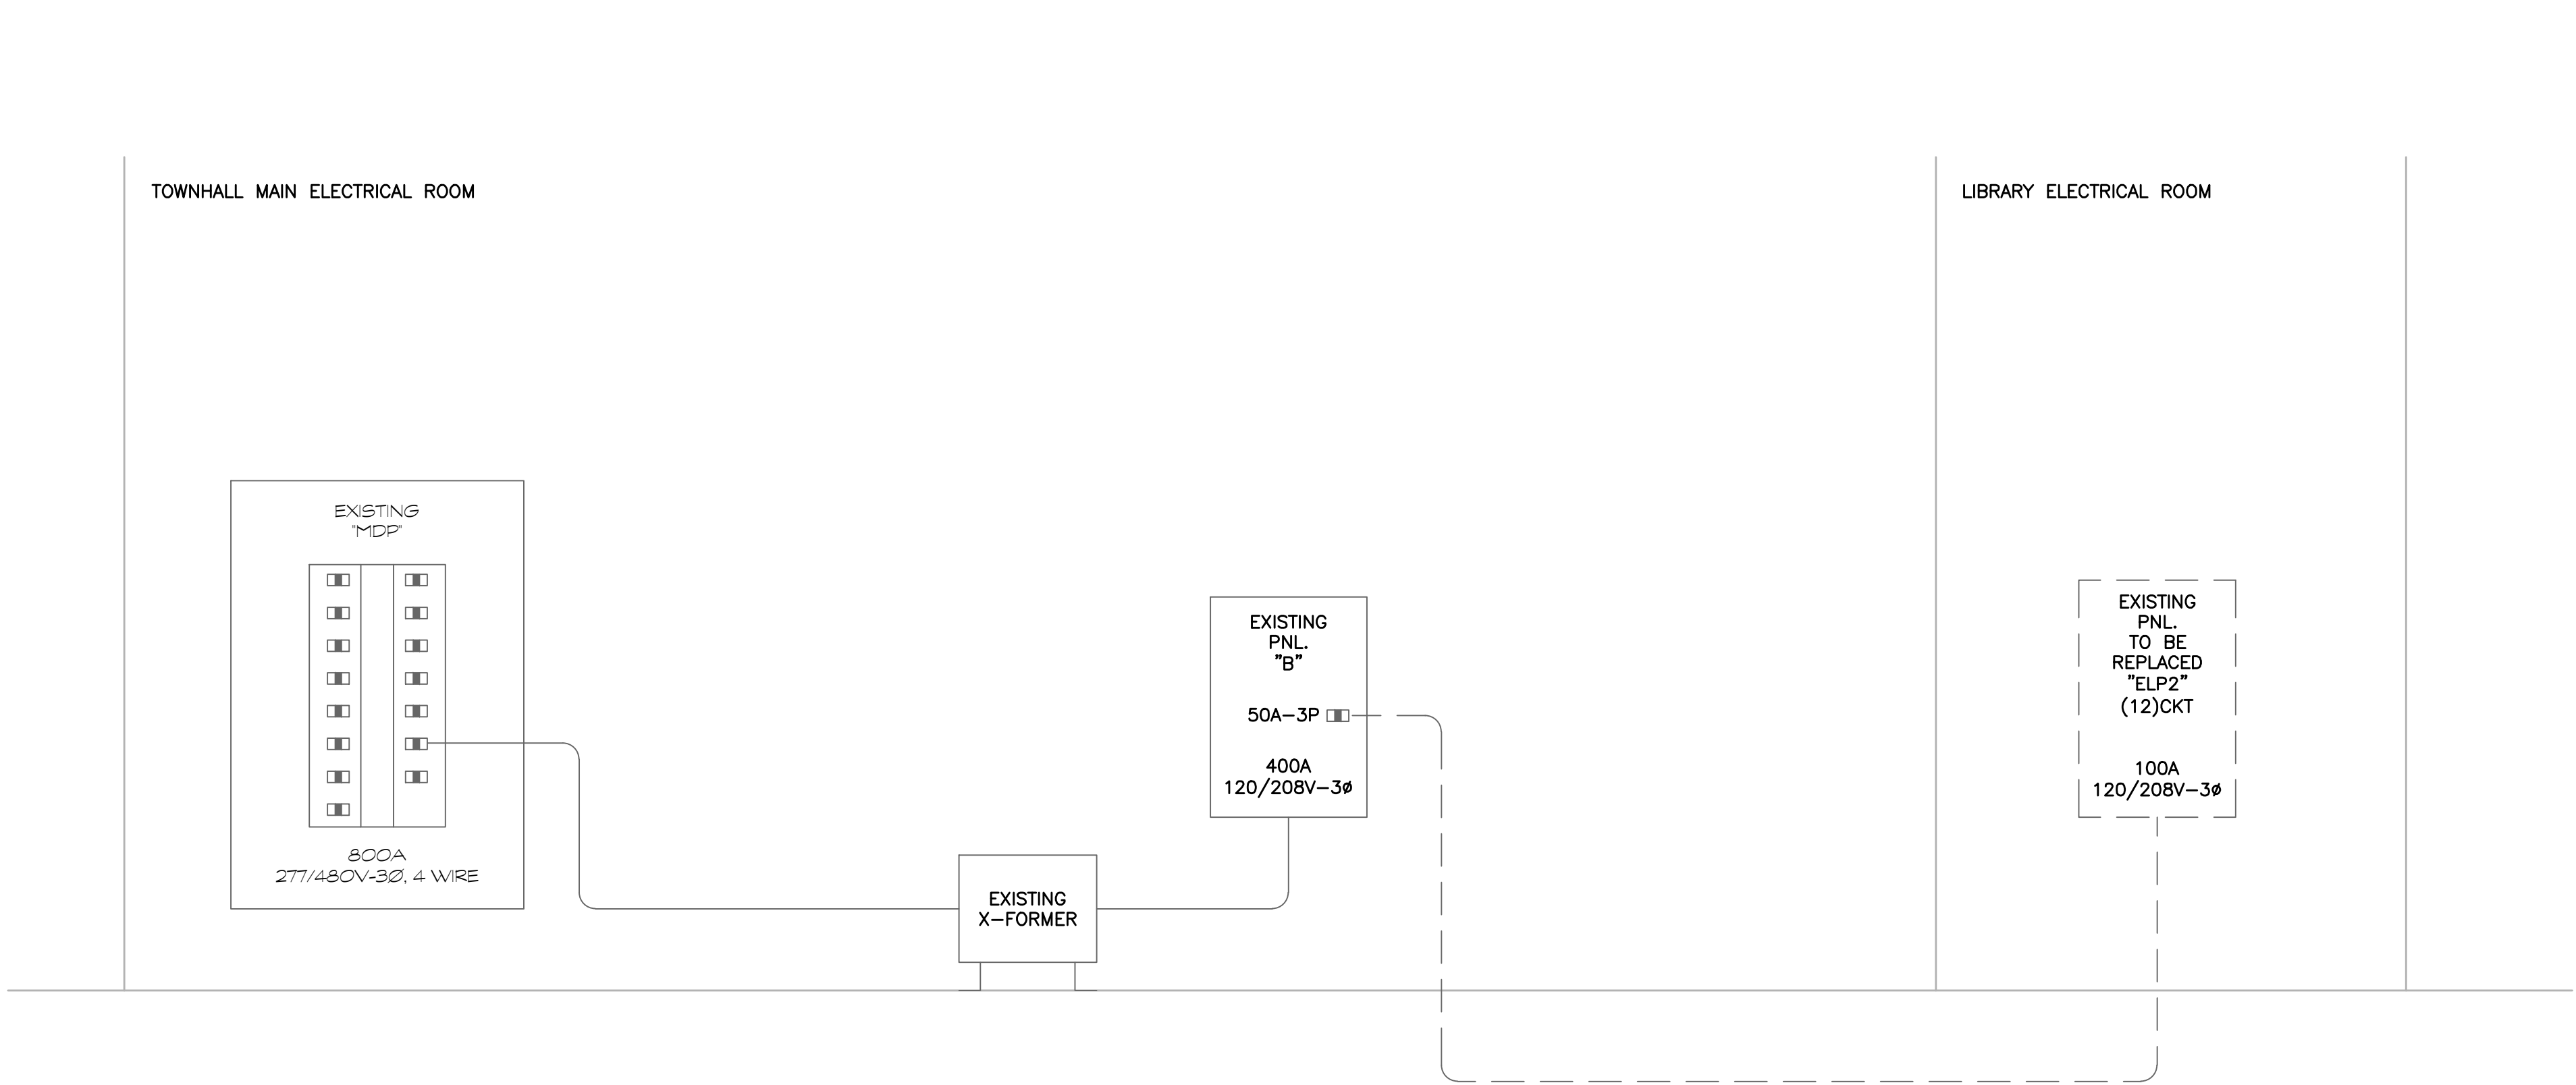 TOWNHALL MAIN ELECTRICAL ROOM
LIBRARY ELECTRICAL ROOM
EXISTING
"MDP"
800A
277/480V-3Ø, 4 WIRE
EXISTING
X-FORMER
EXISTING
PNL.
"B"
50A-3P
400A
120/208V-3ø
EXISTING
PNL.
TO BE
REPLACED
"ELP2"
(12)CKT
100A
120/208V-3ø